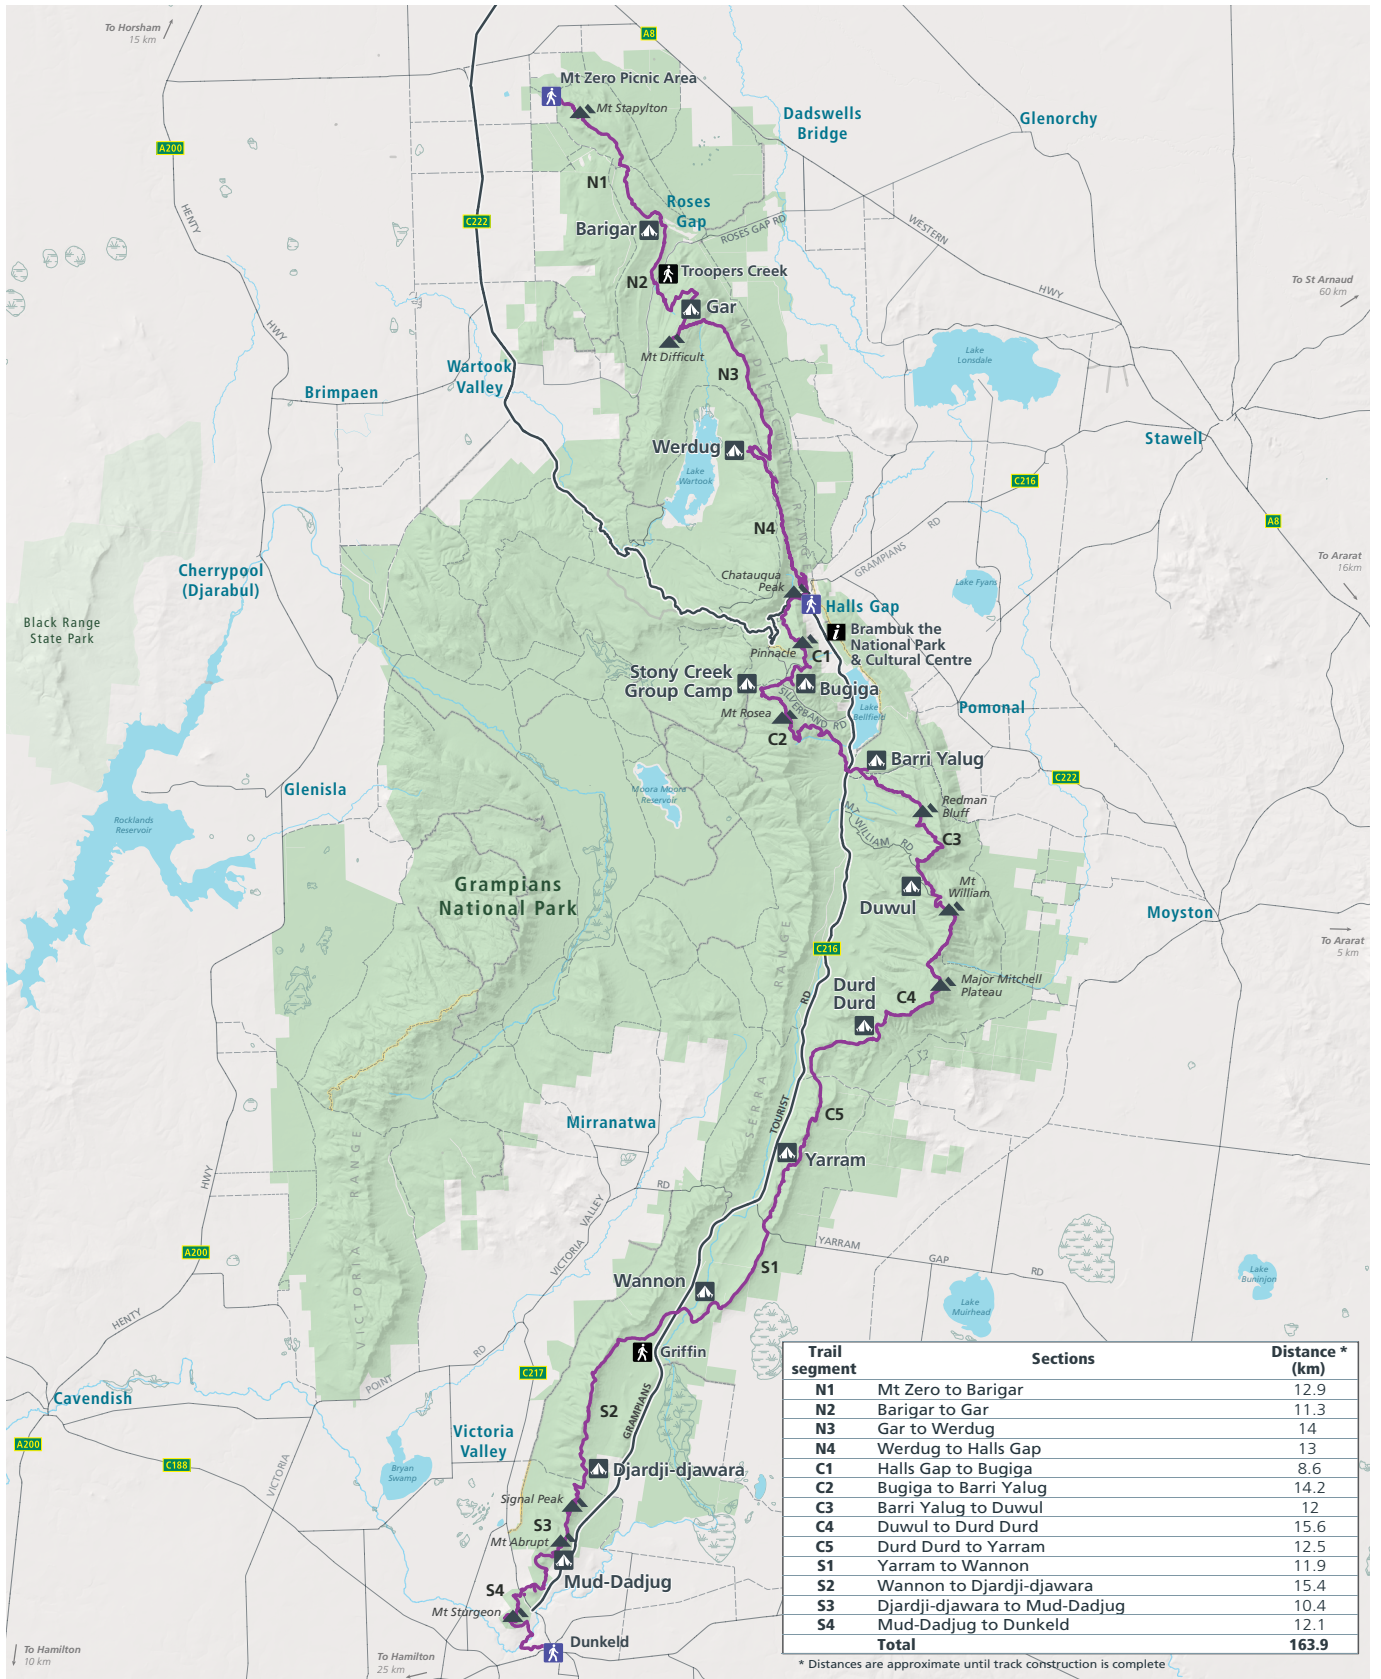 To Horsham
15 km
A8
Mt Zero Picnic Area
Mt Stapylton
Dadswells
Bridge
Glenorchy
A200
N1
HENTY
Roses
Gap
C222
Barigar
ROSES GAP RD
WESTERN
HWY
N2
Troopers Creek
To St Arnaud
60 km
Gar
HWY
Mt Difficult
Lake
Lonsdale
Wartook
Valley
N3
Brimpaen
MT DIFFICULT RANGE
Werdug
Stawell
Lake
Wartook
C216
N4
A8
GRAMPIANS RD
To Ararat
16km
Cherrypool
(Djarabul)
Chatauqua
Peak
Lake Fyans
Halls Gap
Black Range
State Park
Brambuk the
National Park
& Cultural Centre
Pinnacle
C1
Stony Creek
Group Camp
Bugiga
SILVERBAND RD
Mt Rosea
Lake
Bellfield
Pomonal
C2
Barri Yalug
C222
Glenisla
Moora Moora
Reservoir
Redman
Bluff
MT WILLIAM RD
C3
Rocklands
Reservoir
Grampians
National Park
Mt
William
Duwul
Moyston
C216
To Ararat
5 km
SERRA RANGE
Durd
Durd
Major Mitchell
Plateau
C4
RD
Mirranatwa
TOURIST
C5
VICTORIA RANGE
Yarram
HWY
RD
VICTORIA VALLEY
A200
YARRAM GAP RD
S1
Wannon
Lake
Buninjon
Lake
Muirhead
HENTY
Griffin
RD
C217
POINT
Cavendish
GRAMPIANS
S2
Victoria
Valley
A200
C188
VICTORIA
Bryan
Swamp
Djardji-djawara
Signal Peak
S3
Mt Abrupt
Mud-Dadjug
S4
Mt Sturgeon
Dunkeld
To Hamilton
10 km
To Hamilton
25 km
Trail segment Sections Distance * (km)
N1 Mt Zero to Barigar 12.9
N2 Barigar to Gar 11.3
N3 Gar to Werdug 14
N4 Werdug to Halls Gap 13
C1 Halls Gap to Bugiga 8.6
C2 Bugiga to Barri Yalug 14.2
C3 Barri Yalug to Duwul 12
C4 Duwul to Durd Durd 15.6
C5 Durd Durd to Yarram 12.5
S1 Yarram to Wannon 11.9
S2 Wannon to Djardji-djawara 15.4
S3 Djardji-djawara to Mud-Dadjug 10.4
S4 Mud-Dadjug to Dunkeld 12.1
Total 163.9
* Distances are approximate until track construction is complete